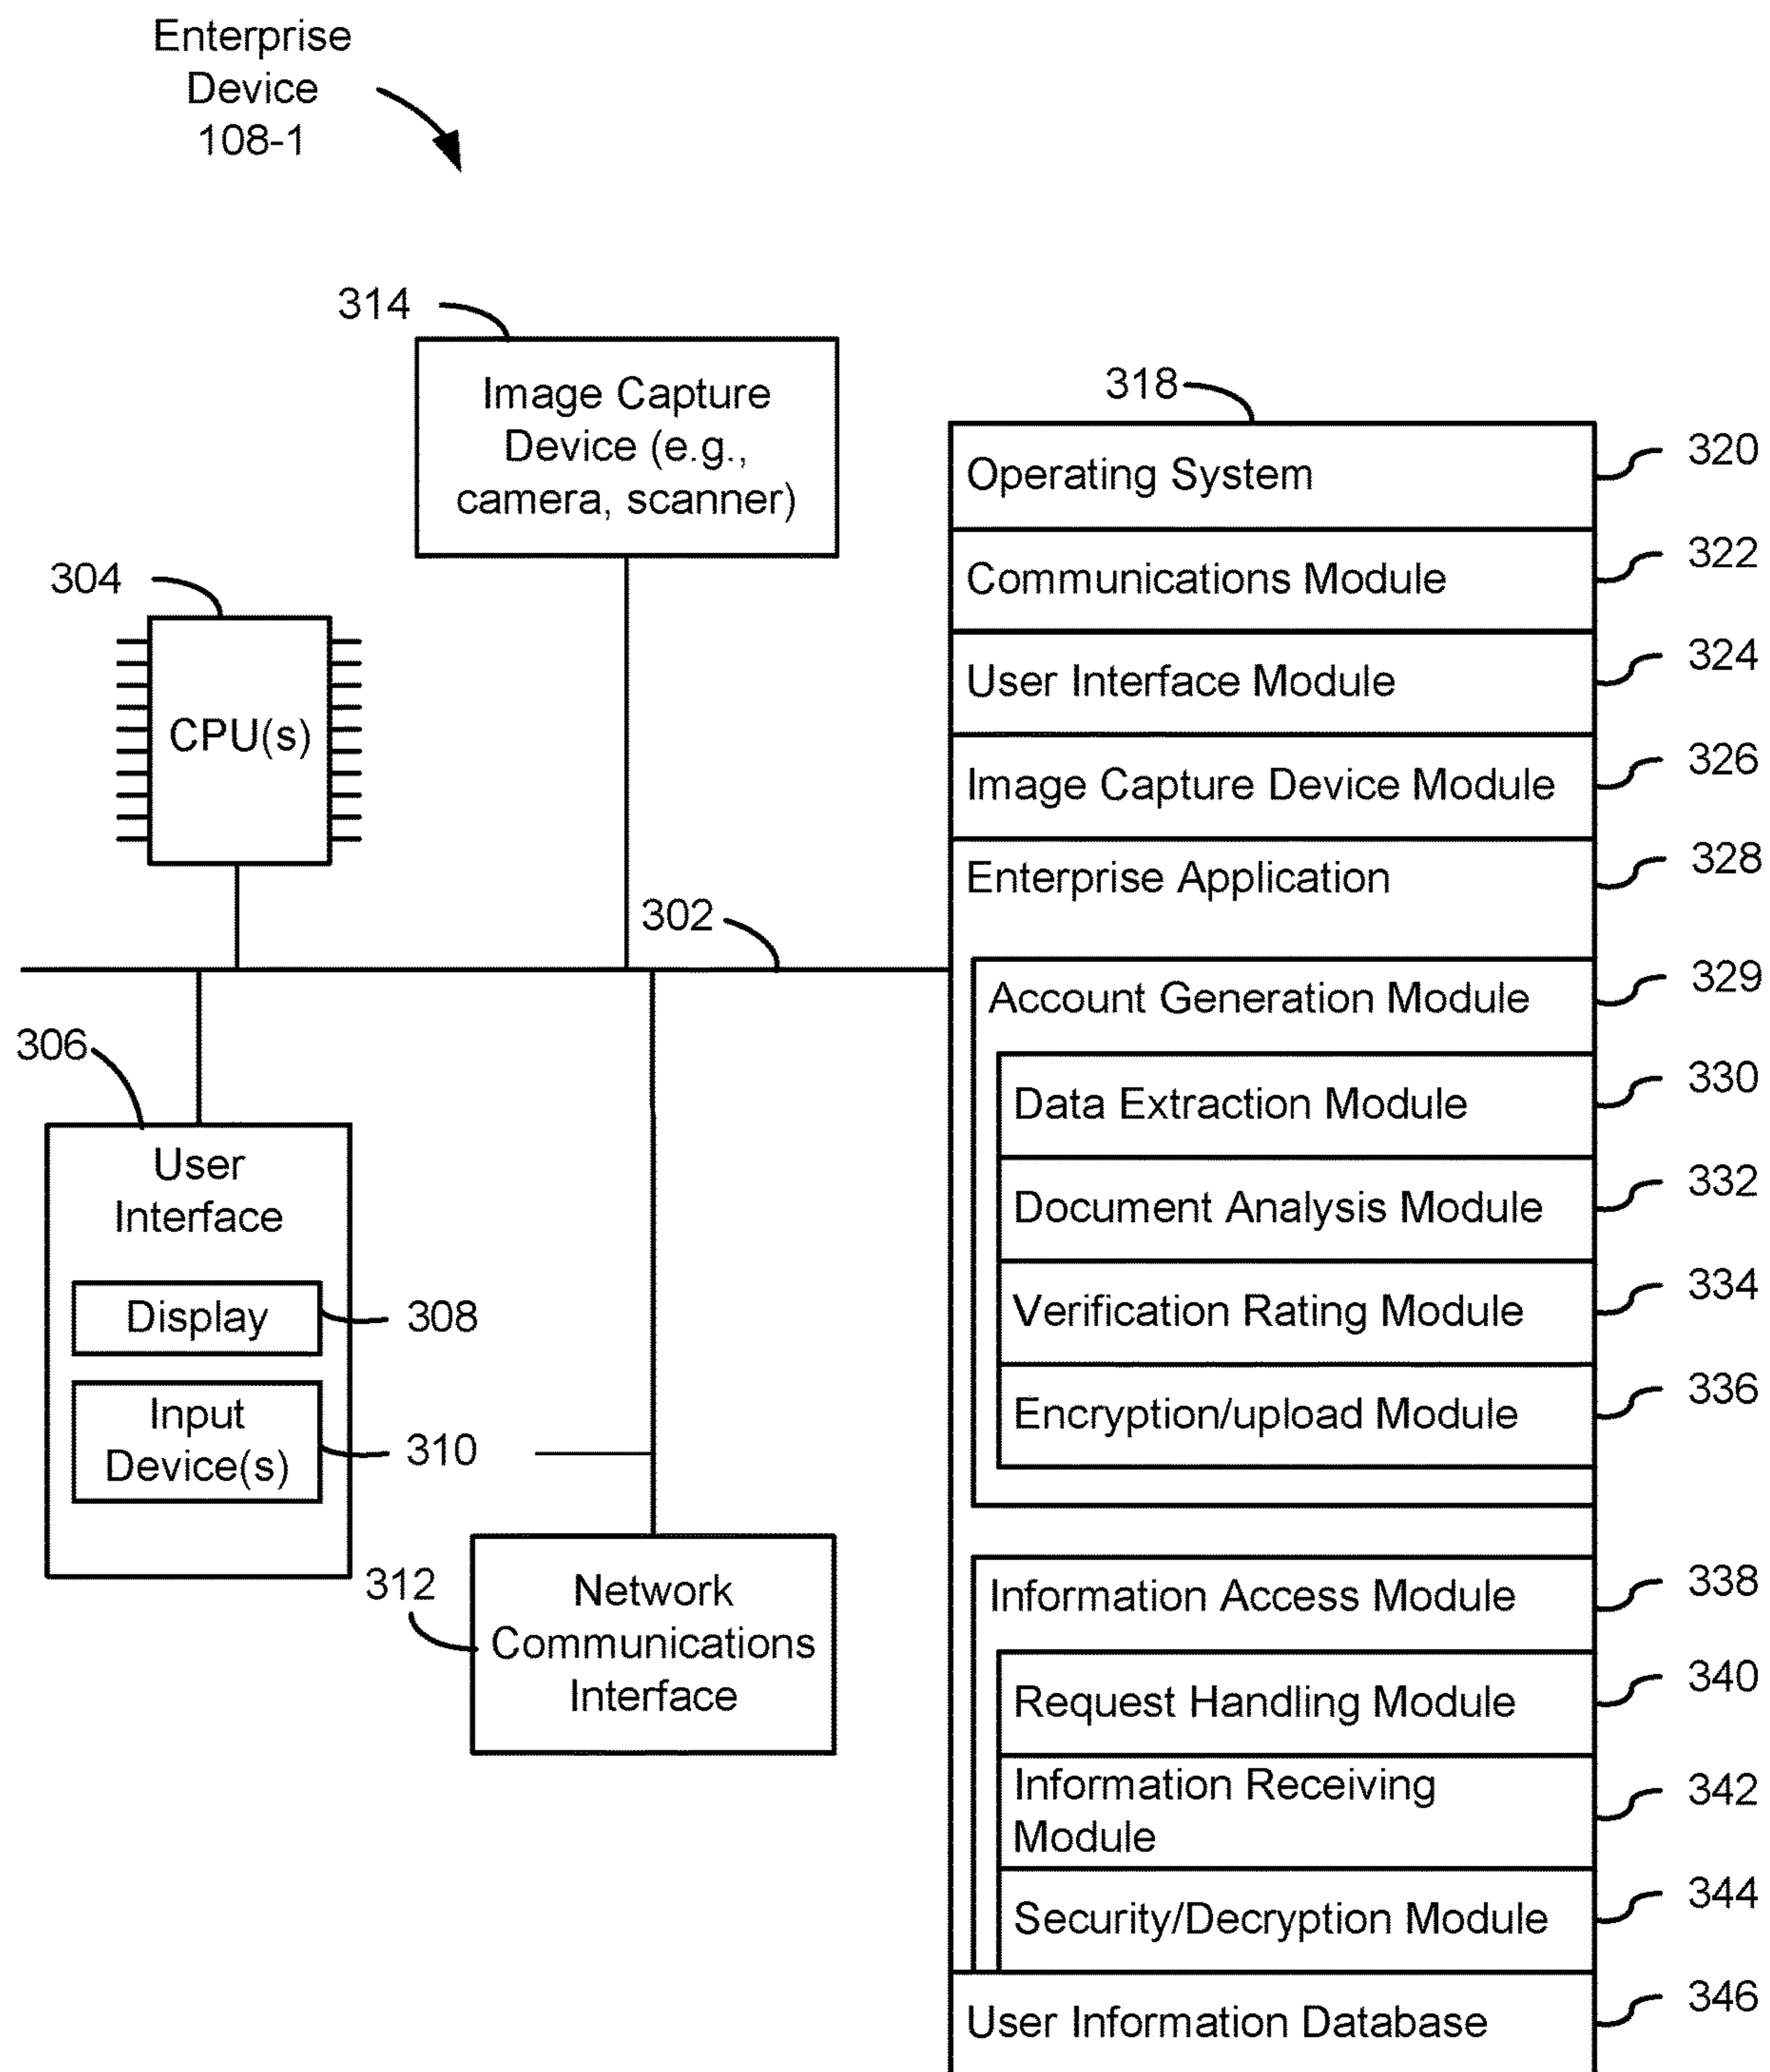 Enterprise
Device
108-1
314
Image Capture
Device (e.g.,
camera, scanner)
304
CPU(s)
302
306
User
Interface
Display
308
Input
Device(s)
310
312
Network
Communications
Interface
318
Operating System
320
Communications Module
322
User Interface Module
324
Image Capture Device Module
326
Enterprise Application
328
Account Generation Module
329
Data Extraction Module
330
Document Analysis Module
332
Verification Rating Module
334
Encryption/upload Module
336
Information Access Module
338
Request Handling Module
340
Information Receiving
Module
342
Security/Decryption Module
344
User Information Database
346